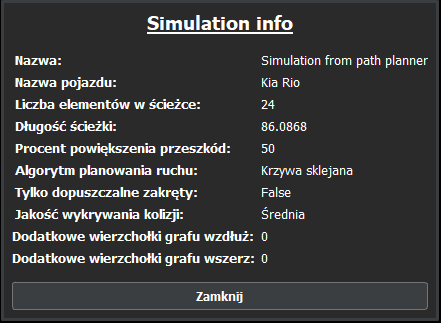 Simulation info
Nazwa: Simulation from path planner
Nazwa pojazdu: Kia Rio
Liczba elementów w ścieżce: 24
Długość ścieżki: 86.0868
Procent powiększenia przeszkód: 50
Algorytm planowania ruchu: Krzywa sklejana
Tylko dopuszczalne zakręty: False
Jakość wykrywania kolizji: Średnia
Dodatkowe wierzchołki grafu wzdłuż: 0
Dodatkowe wierzchołki grafu wszerz: 0
Zamknij